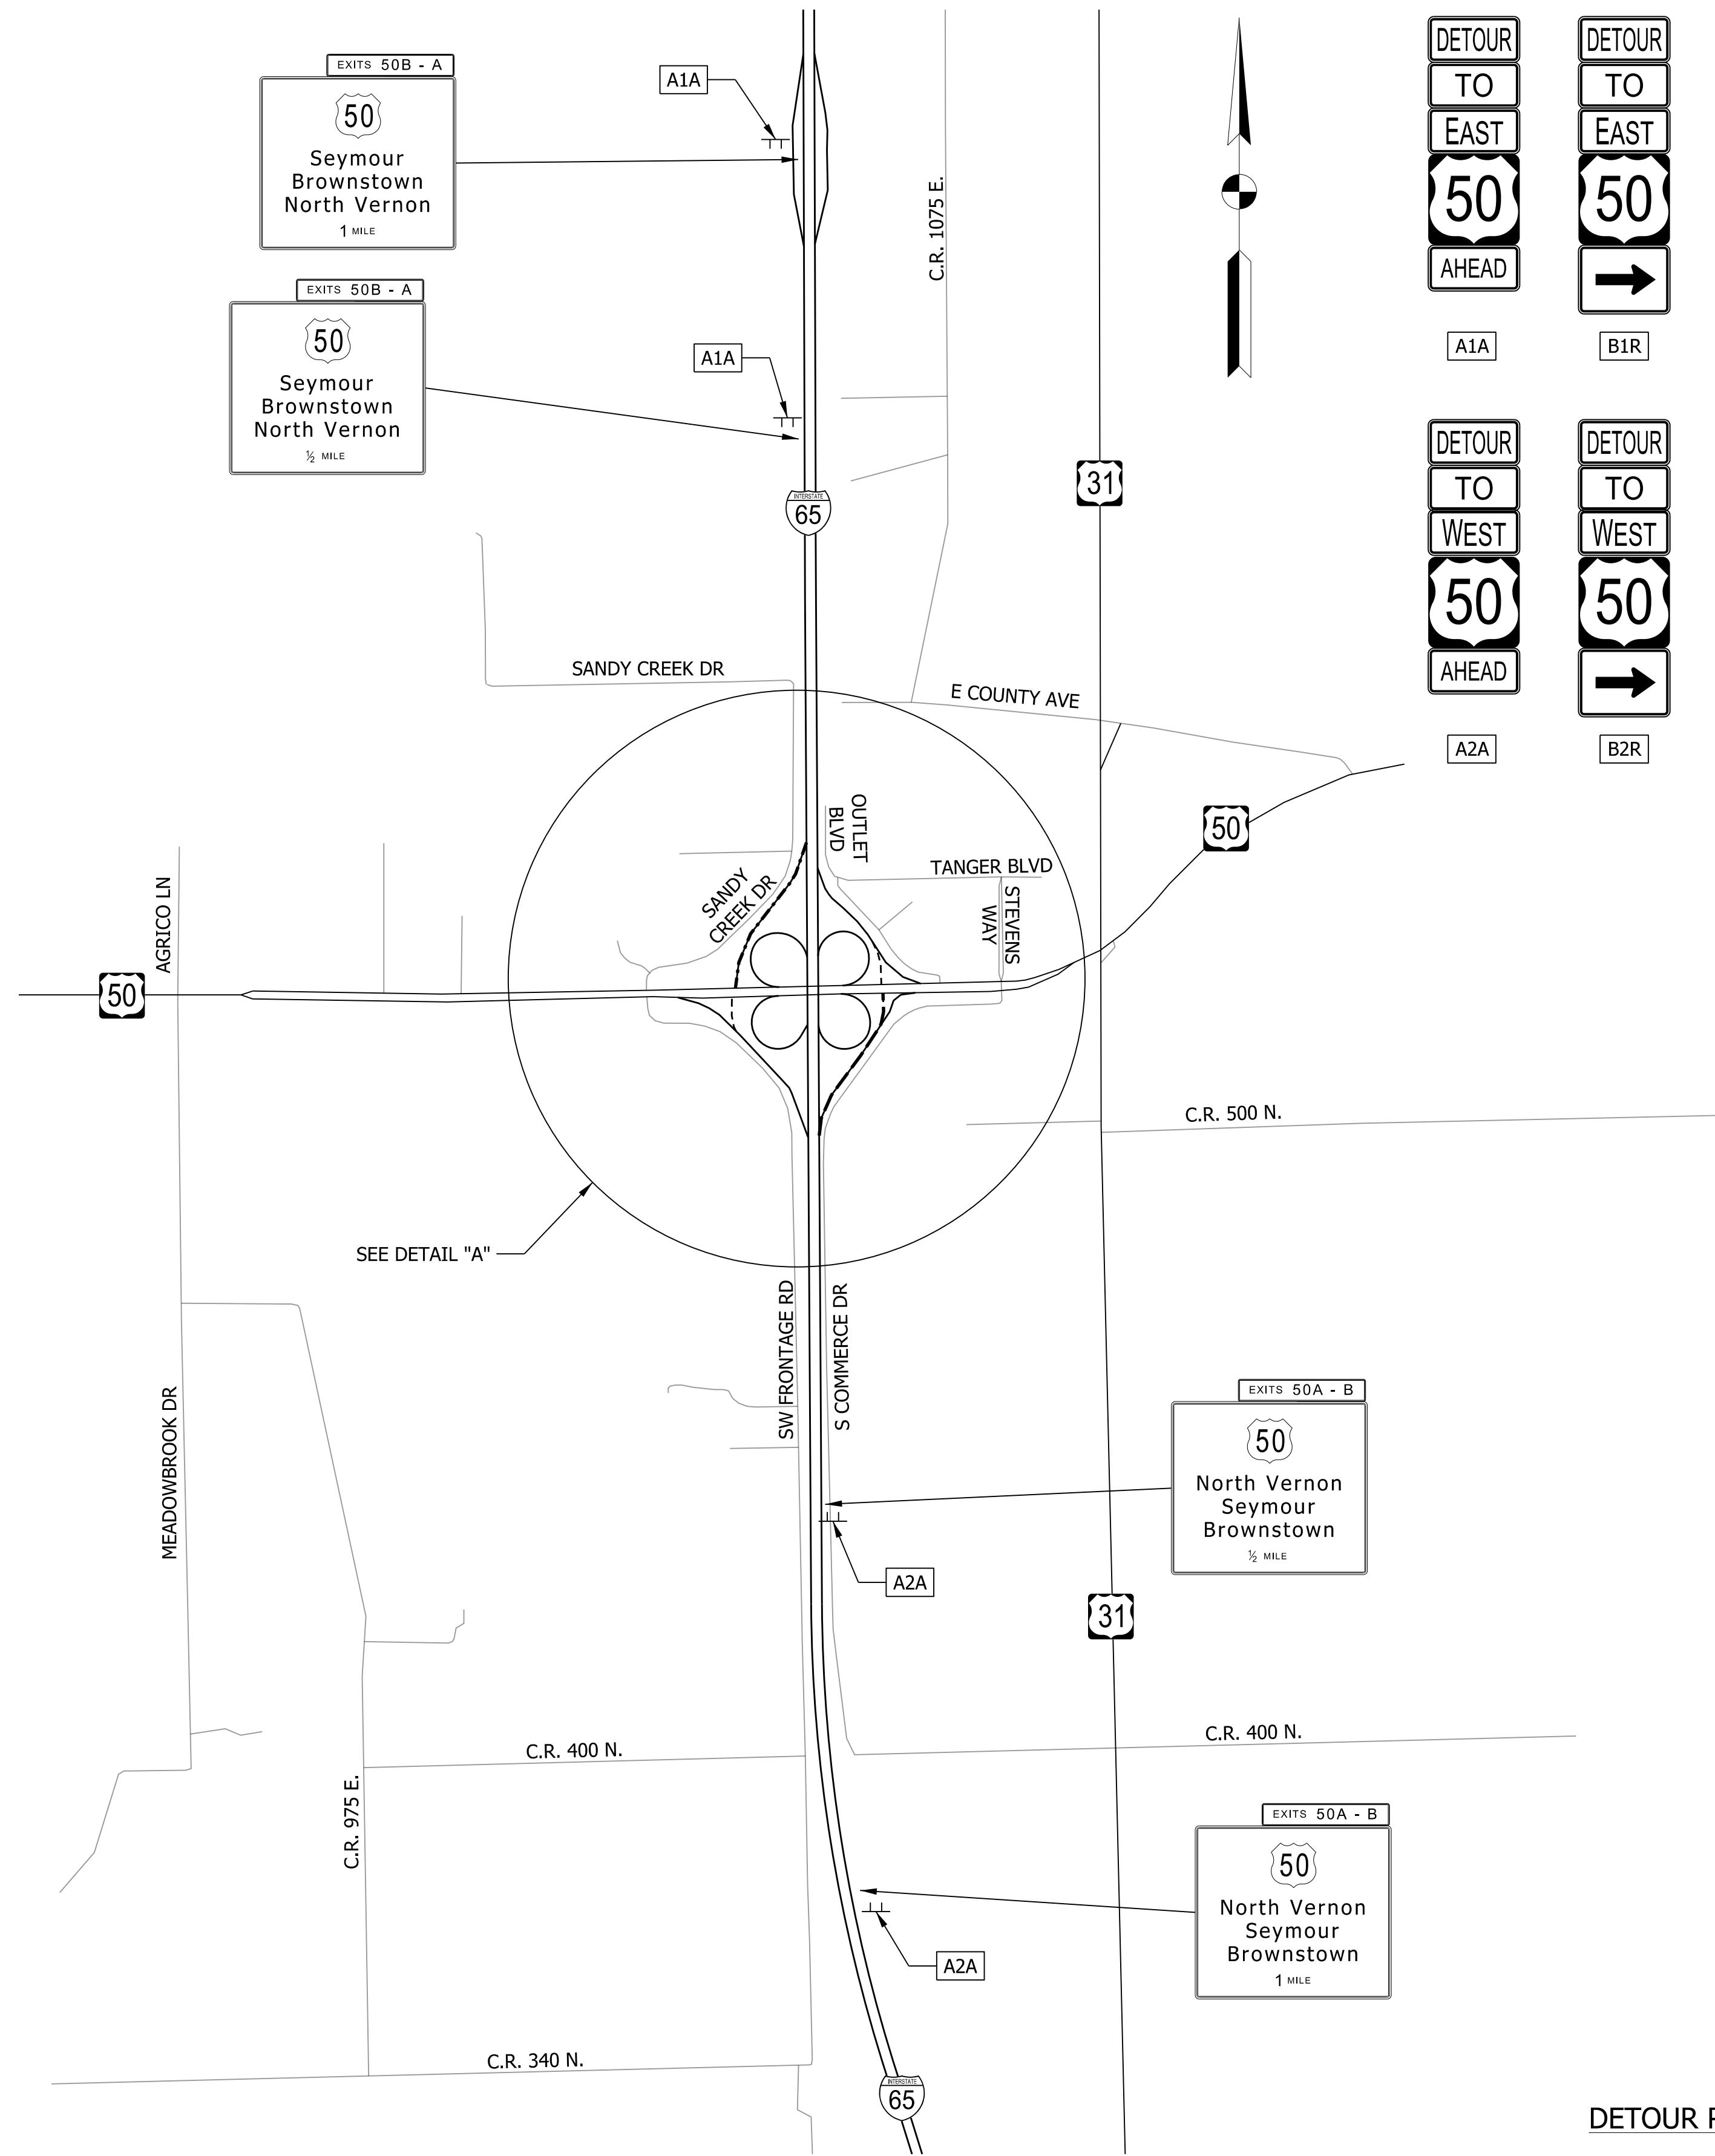 EXITS 50B - A
50
Seymour
Brownstown
North Vernon
1 MILE
A1A
EXITS 50B - A
50
Seymour
Brownstown
North Vernon
½ MILE
A1A
C.R. 1075 E.
INTERSTATE
65
31
DETOUR
TO
EAST
50
AHEAD
A1A
DETOUR
TO
EAST
50
B1R
DETOUR
TO
WEST
50
AHEAD
A2A
DETOUR
TO
WEST
50
B2R
SANDY CREEK DR
E COUNTY AVE
OUTLET
BLVD
TANGER BLVD
SANDY
CREEK DR
STEVENS
WAY
50
AGRICO LN
50
C.R. 500 N.
SEE DETAIL "A"
SW FRONTAGE RD
S COMMERCE DR
MEADOWBROOK DR
EXITS 50A - B
50
North Vernon
Seymour
Brownstown
½ MILE
A2A
31
C.R. 400 N.
C.R. 400 N.
C.R. 975 E.
EXITS 50A - B
50
North Vernon
Seymour
Brownstown
1 MILE
A2A
C.R. 340 N.
INTERSTATE
65
DETOUR